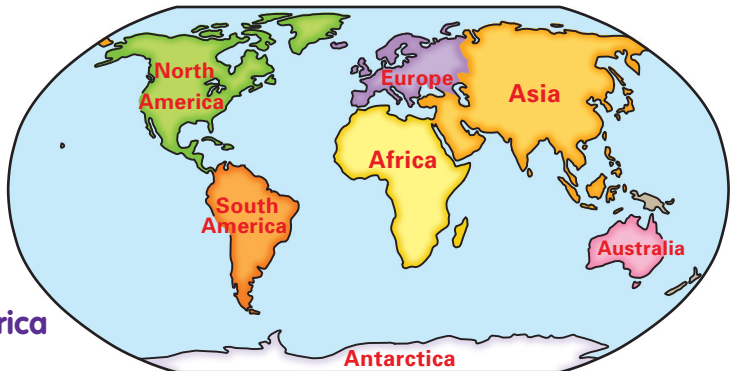 North
America
Europe
Asia
Africa
South
America
Australia
rica
Antarctica